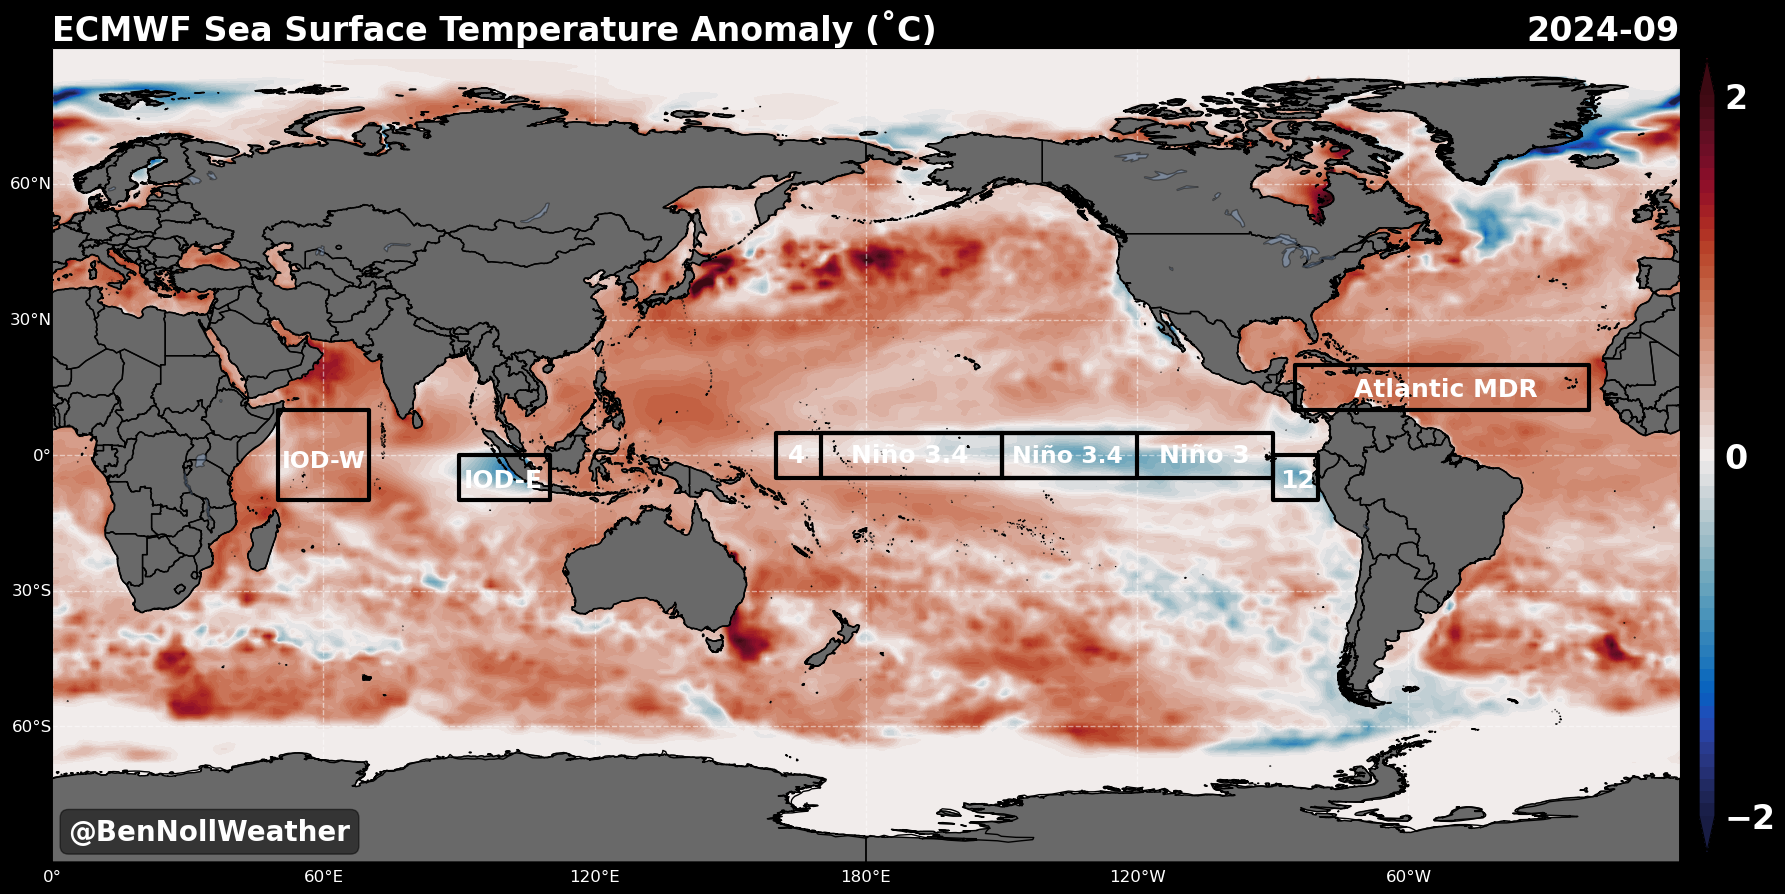 ECMWF Sea Surface Temperature Anomaly (˚C) 2024-09
2
60°N
30°N
Atlantic MDR
0°
IOD-W
4 Niño 3.4 Niño 3.4 Niño 3
0
IOD-E
12
30°S
60°S
−2
@BenNollWeather
0° 60°E 120°E 180°E 120°W 60°W